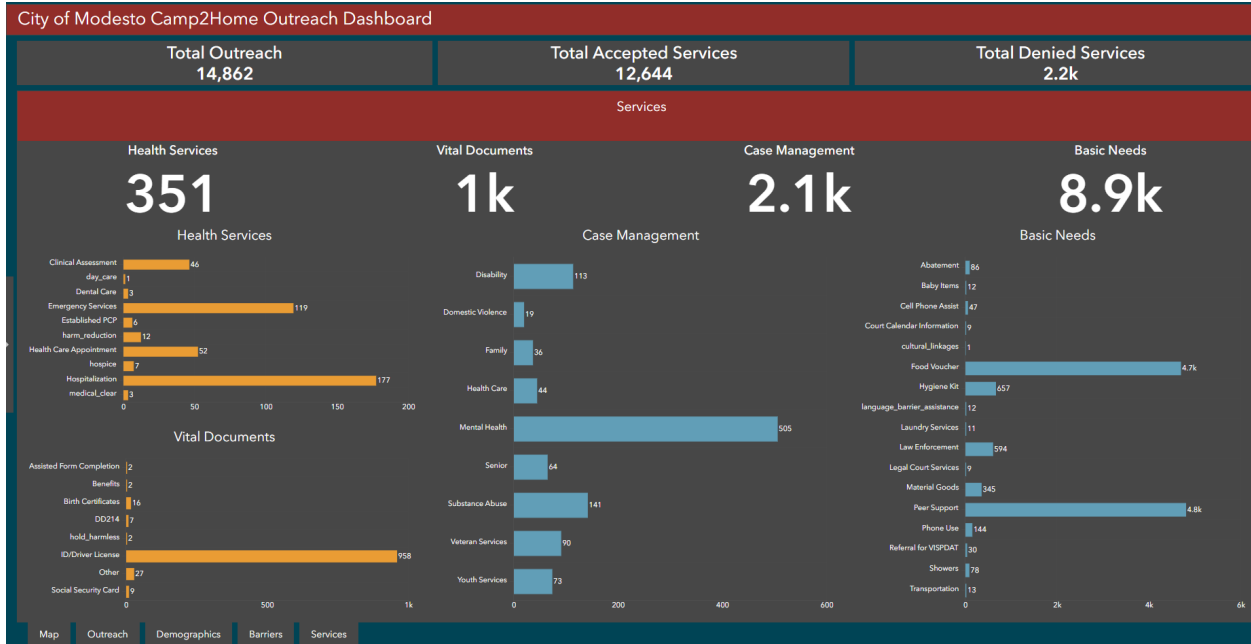 City of Modesto Camp2Home Outreach Dashboard
Total Outreach
14,862
Total Accepted Services
12,644
Total Denied Services
2.2k
Services
Health Services
351
Vital Documents
1k
Case Management
2.1k
Basic Needs
8.9k
Health Services
Clinical Assessment 46
day_care 1
Dental Care 3
Emergency Services 119
Established PCP 6
harm_reduction 12
Health Care Appointment 52
hospice 7
Hospitalization 177
medical_clear 3
0 50 100 150 200
Vital Documents
Assisted Form Completion 2
Benefits 2
Birth Certificates 16
DD214 7
hold_harmless 2
ID/Driver License 958
Other 27
Social Security Card 9
0 500 1k
Case Management
Disability 113
Domestic Violence 19
Family 36
Health Care 44
Mental Health 505
Senior 64
Substance Abuse 141
Veteran Services 90
Youth Services 73
0 200 400 600
Basic Needs
Abatement 86
Baby Items 12
Cell Phone Assist 47
Court Calendar Information 9
cultural_linkages 1
Food Voucher 4.7k
Hygiene Kit 657
language_barrier_assistance 12
Laundry Services 11
Law Enforcement 594
Legal Court Services 9
Material Goods 345
Peer Support 4.8k
Phone Use 144
Referral for VISPDAT 30
Showers 78
Transportation 13
0 2k 4k 6k
Map Outreach Demographics Barriers Services